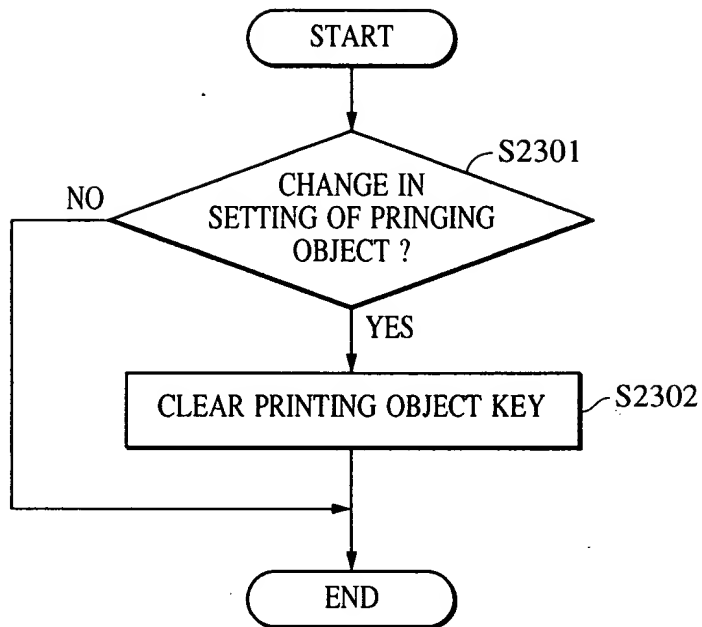 START
S2301
CHANGE IN
SETTING OF PRINGING
OBJECT ?
NO
YES
CLEAR PRINTING OBJECT KEY
S2302
END